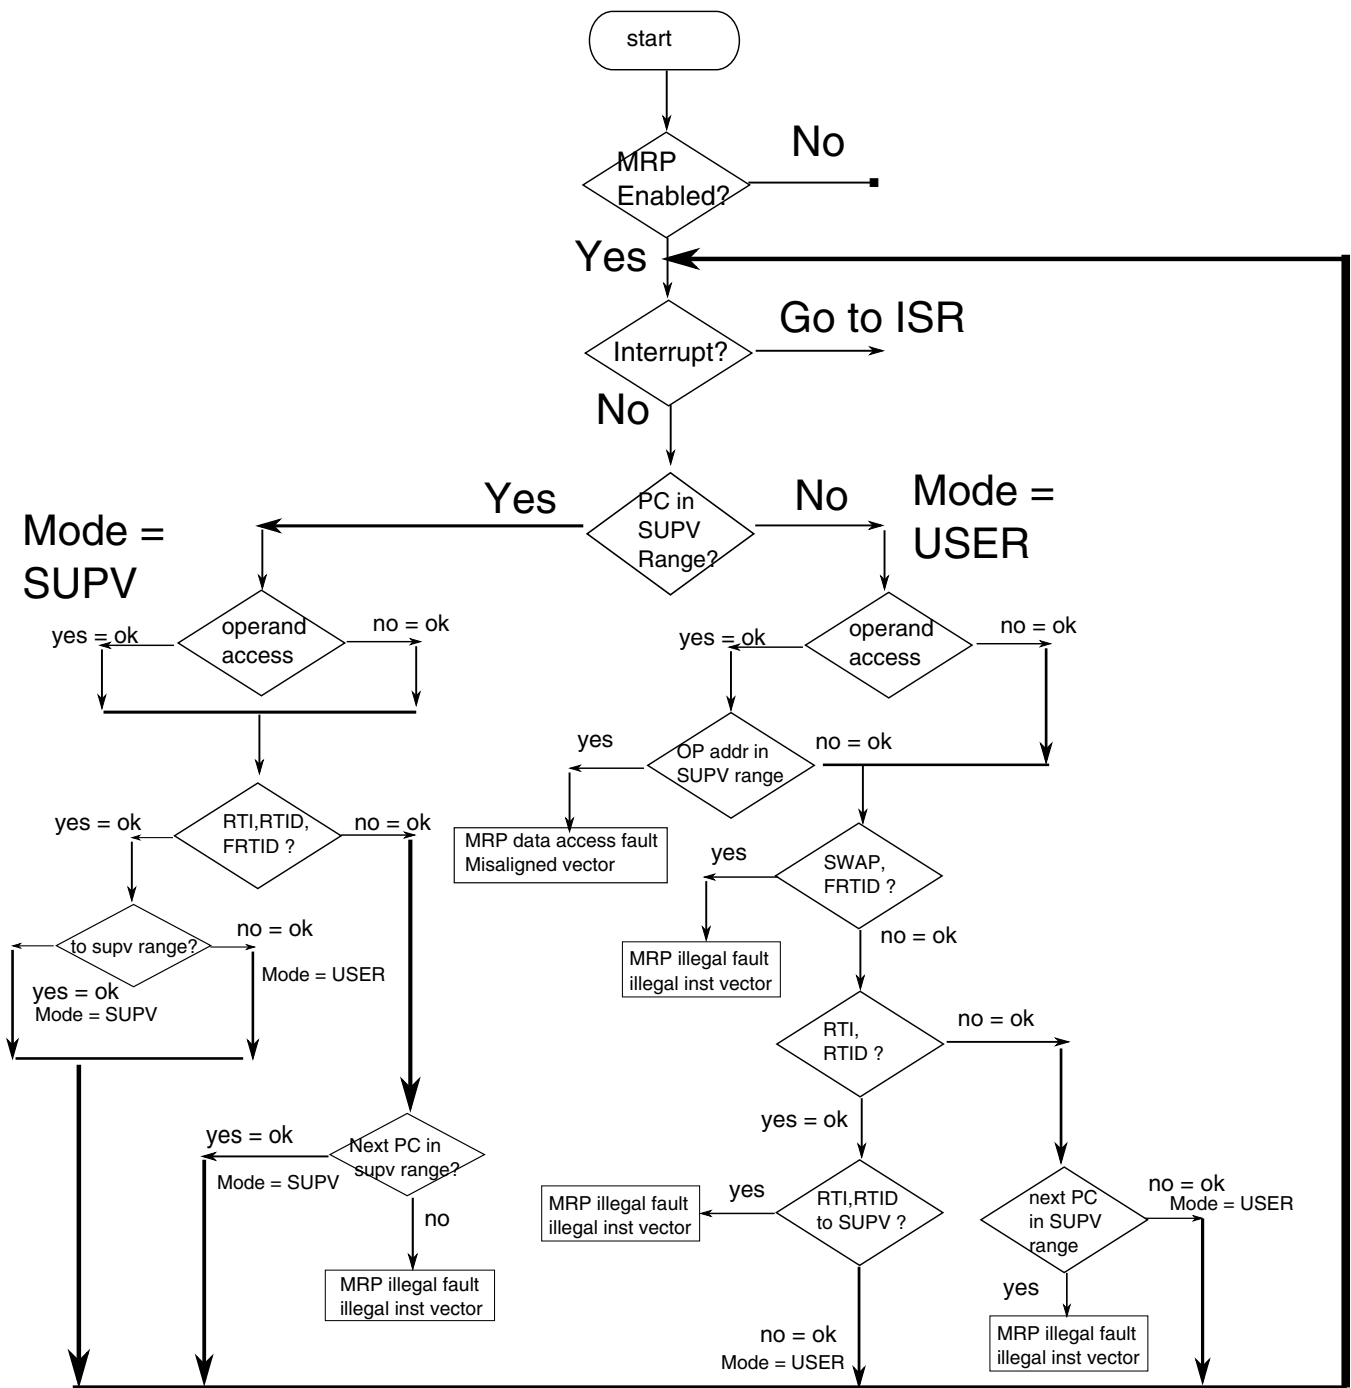 start
MRP
Enabled?
No
Yes
Interrupt?
Go to ISR
No
PC in
SUPV
Range?
Yes
No
Mode =
SUPV
Mode =
USER
operand
access
yes = ok
no = ok
operand
access
yes = ok
no = ok
OP addr in
SUPV range
yes
no = ok
MRP data access fault
Misaligned vector
RTI,RTID,
FRTID ?
yes = ok
no = ok
SWAP,
FRTID ?
yes
no = ok
MRP illegal fault
illegal inst vector
to supv range?
no = ok
Mode = USER
yes = ok
Mode = SUPV
RTI,
RTID ?
no = ok
yes = ok
Next PC in
supv range?
yes = ok
Mode = SUPV
no
MRP illegal fault
illegal inst vector
RTI,RTID
to SUPV ?
yes
MRP illegal fault
illegal inst vector
no = ok
Mode = USER
next PC
in SUPV
range
no = ok
Mode = USER
yes
MRP illegal fault
illegal inst vector